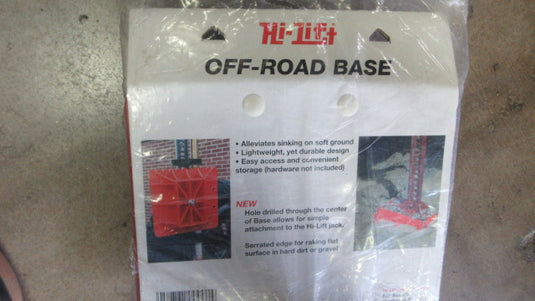 Hi-Lift
OFF-ROAD BASE
• Alleviates sinking on soft ground
• Lightweight, yet durable design
• Easy access and convenient
storage (hardware not included)
NEW
Hole drilled through the center
of Base allows for simple
attachment to the Hi-Lift jack.
Serrated edge for raking flat
surface in hard dirt or gravel